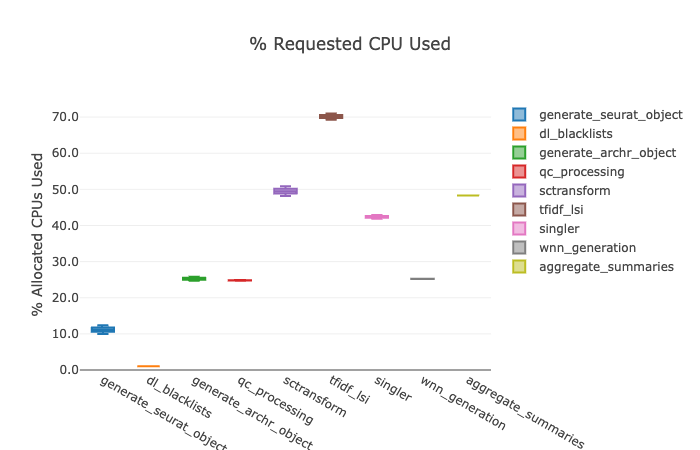 % Requested CPU Used
% Allocated CPUs Used
70.0
60.0
50.0
40.0
30.0
20.0
10.0
0.0
generate_seurat_object
dl_blacklists
generate_archr_object
qc_processing
sctransform
tfidf_lsi
singler
wnn_generation
aggregate_summaries
generate_seurat_object
dl_blacklists
generate_archr_object
qc_processing
sctransform
tfidf_lsi
singler
wnn_generation
aggregate_summaries